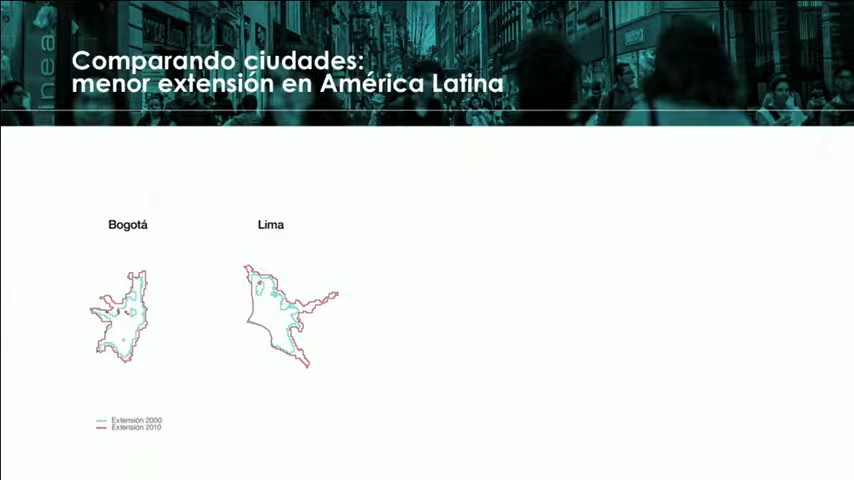 Comparando ciudades:
menor extensión en América Latina
Bogotá
Lima
Extensión 2000
Extensión 2010